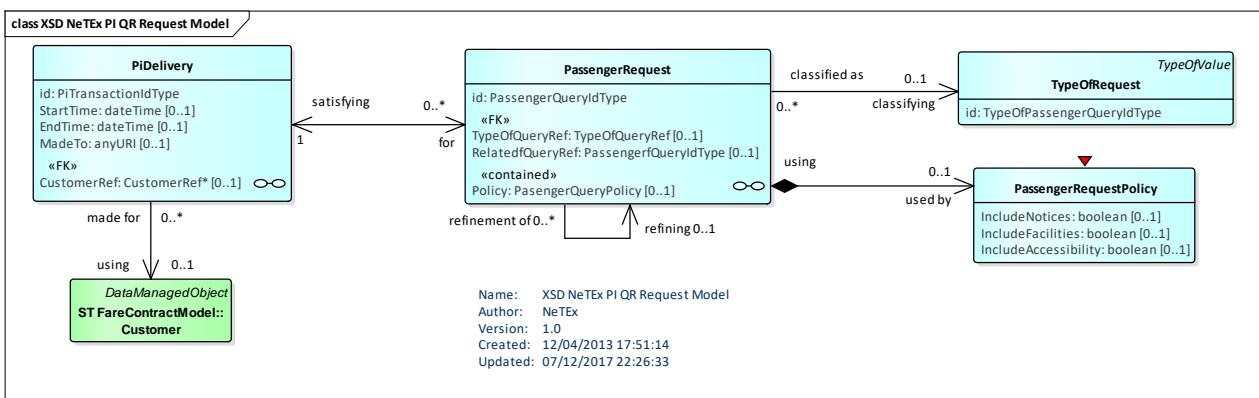 class XSD NeTEx PI QR Request Model
PiDelivery
id: PiTransactionIdType
StartTime: dateTime [0..1]
EndTime: dateTime [0..1]
MadeTo: anyURI [0..1]
«FK»
CustomerRef: CustomerRef* [0..1]
satisfying
0..*
1
for
PassengerRequest
id: PassengerQueryIdType
«FK»
TypeOfQueryRef: TypeOfQueryRef [0..1]
RelatedfQueryRef: PassengerfQueryIdType [0..1]
«contained»
Policy: PasengerQueryPolicy [0..1]
classified as
0..1
0..*
classifying
TypeOfValue
TypeOfRequest
id: TypeOfPassengerQueryIdType
using
0..1
used by
PassengerRequestPolicy
IncludeNotices: boolean [0..1]
IncludeFacilities: boolean [0..1]
IncludeAccessibility: boolean [0..1]
refinement of 0..*
refining 0..1
made for
0..*
using
0..1
DataManagedObject
ST FareContractModel::
Customer
Name: XSD NeTEx PI QR Request Model
Author: NeTEx
Version: 1.0
Created: 12/04/2013 17:51:14
Updated: 07/12/2017 22:26:33